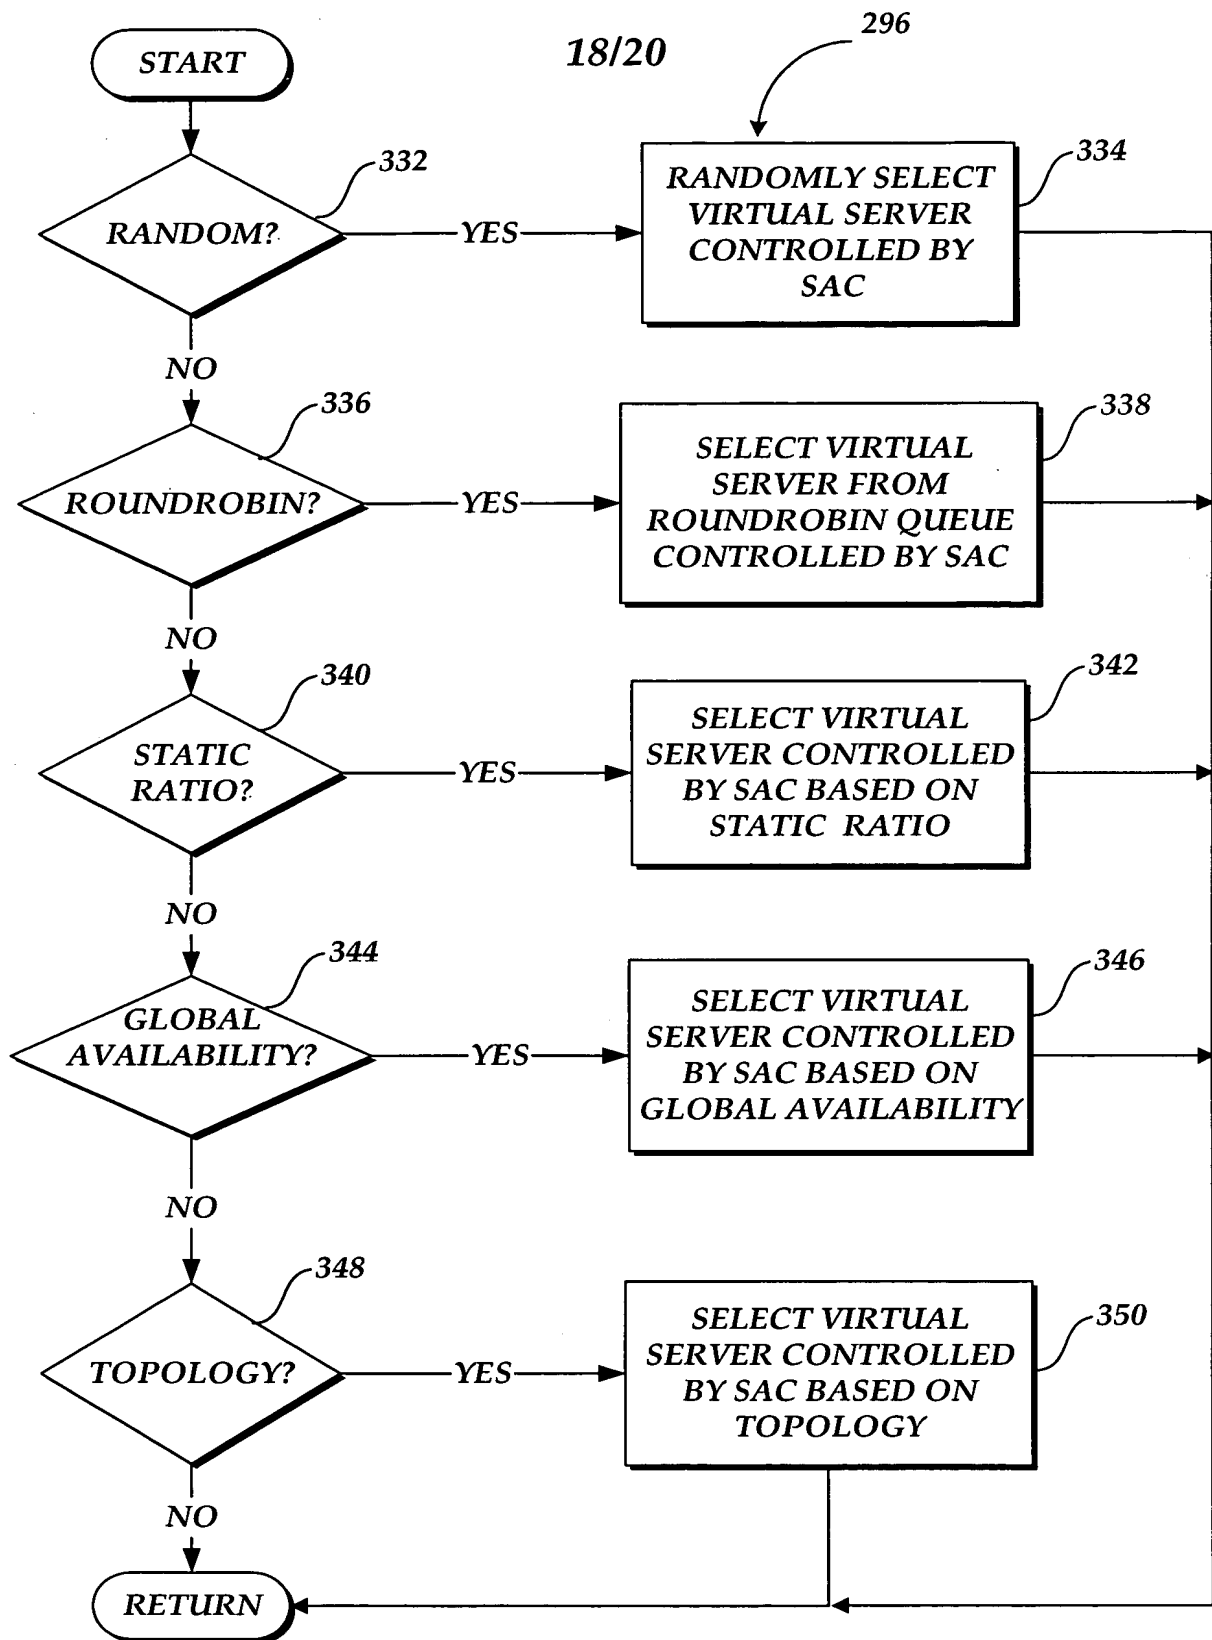 18/20
296
START
332
RANDOM?
YES
RANDOMLY SELECT
VIRTUAL SERVER
CONTROLLED BY
SAC
334
NO
336
ROUNDROBIN?
YES
SELECT VIRTUAL
SERVER FROM
ROUNDROBIN QUEUE
CONTROLLED BY SAC
338
NO
340
STATIC
RATIO?
YES
SELECT VIRTUAL
SERVER CONTROLLED
BY SAC BASED ON
STATIC RATIO
342
NO
344
GLOBAL
AVAILABILITY?
YES
SELECT VIRTUAL
SERVER CONTROLLED
BY SAC BASED ON
GLOBAL AVAILABILITY
346
NO
348
TOPOLOGY?
YES
SELECT VIRTUAL
SERVER CONTROLLED
BY SAC BASED ON
TOPOLOGY
350
NO
RETURN